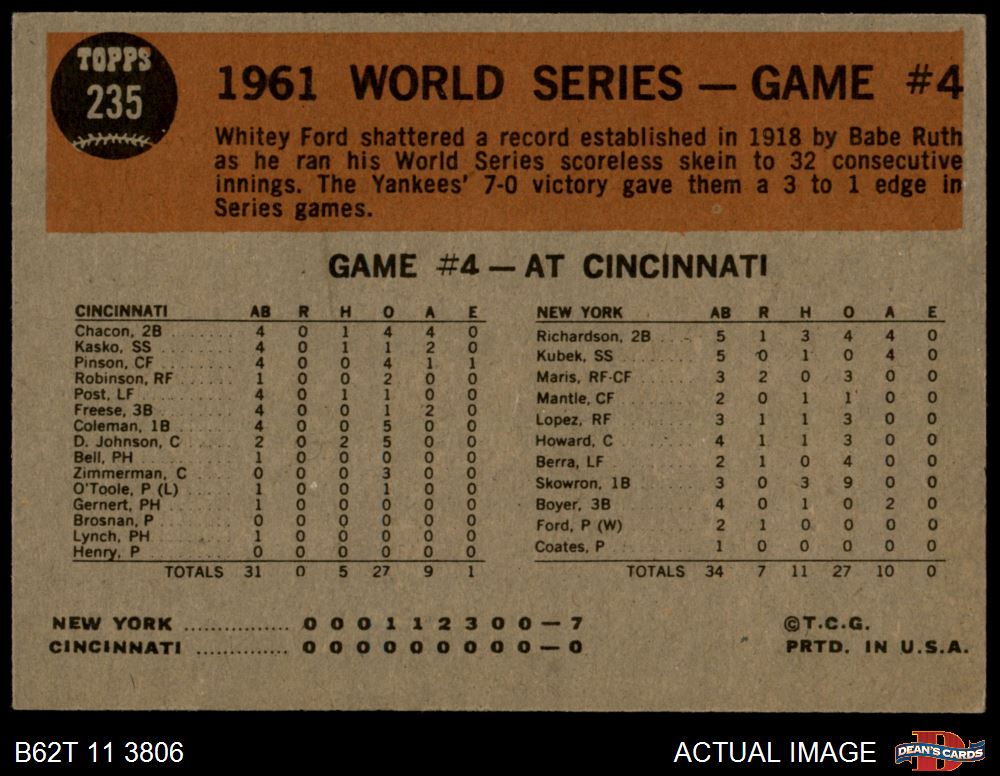 TOPPS
235
1961 WORLD SERIES — GAME #4
Whitey Ford shattered a record established in 1918 by Babe Ruth
as he ran his World Series scoreless skein to 32 consecutive
innings. The Yankees' 7-0 victory gave them a 3 to 1 edge in
Series games.
GAME #4 — AT CINCINNATI
CINCINNATI AB R H O A E
Chacon, 2B ........ 4 0 1 4 4 0
Kasko, SS ........ 4 0 1 1 2 0
Pinson, CF ........ 4 0 0 4 1 1
Robinson, RF ...... 1 0 0 2 0 0
Post, LF ........ 4 0 1 1 0 0
Freese, 3B ........ 4 0 0 1 2 0
Coleman, 1B ...... 4 0 0 5 0 0
D. Johnson, C ..... 2 0 2 5 0 0
Bell, PH ........ 1 0 0 0 0 0
Zimmerman, C .... 0 0 0 3 0 0
O'Toole, P (L) ..... 1 0 0 1 0 0
Gernert, PH ....... 1 0 0 0 0 0
Brosnan, P ........ 0 0 0 0 0 0
Lynch, PH ........ 1 0 0 0 0 0
Henry, P ........ 0 0 0 0 0 0
TOTALS 31 0 5 27 9 1
NEW YORK AB R H O A E
Richardson, 2B .... 5 1 3 4 4 0
Kubek, SS ........ 5 0 1 0 4 0
Maris, RF-CF ...... 3 2 0 3 0 0
Mantle, CF ........ 2 0 1 1 0 0
Lopez, RF ........ 3 1 1 3 0 0
Howard, C ........ 4 1 1 3 0 0
Berra, LF ........ 2 1 0 4 0 0
Skowron, 1B ...... 3 0 3 9 0 0
Boyer, 3B ........ 4 0 1 0 2 0
Ford, P (W) ....... 2 1 0 0 0 0
Coates, P ........ 1 0 0 0 0 0
TOTALS 34 7 11 27 10 0
NEW YORK ............... 0 0 0 1 1 2 3 0 0 — 7
CINCINNATI ............. 0 0 0 0 0 0 0 0 0 — 0
©T.C.G.
PRTD. IN U.S.A.
B62T 11 3806
ACTUAL IMAGE
D
DEAN'S CARDS